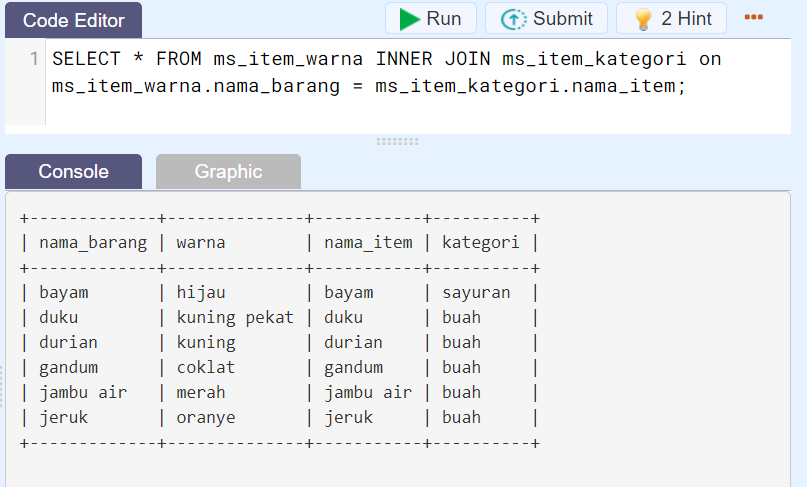 Code Editor Run Submit 2 Hint
1 SELECT * FROM ms_item_warna INNER JOIN ms_item_kategori on
ms_item_warna.nama_barang = ms_item_kategori.nama_item;
Console Graphic
+-------------+--------------+-----------+----------+
| nama_barang | warna        | nama_item | kategori |
+-------------+--------------+-----------+----------+
| bayam       | hijau        | bayam     | sayuran  |
| duku        | kuning pekat | duku      | buah     |
| durian      | kuning       | durian    | buah     |
| gandum      | coklat       | gandum    | buah     |
| jambu air   | merah        | jambu air | buah     |
| jeruk       | oranye       | jeruk     | buah     |
+-------------+--------------+-----------+----------+